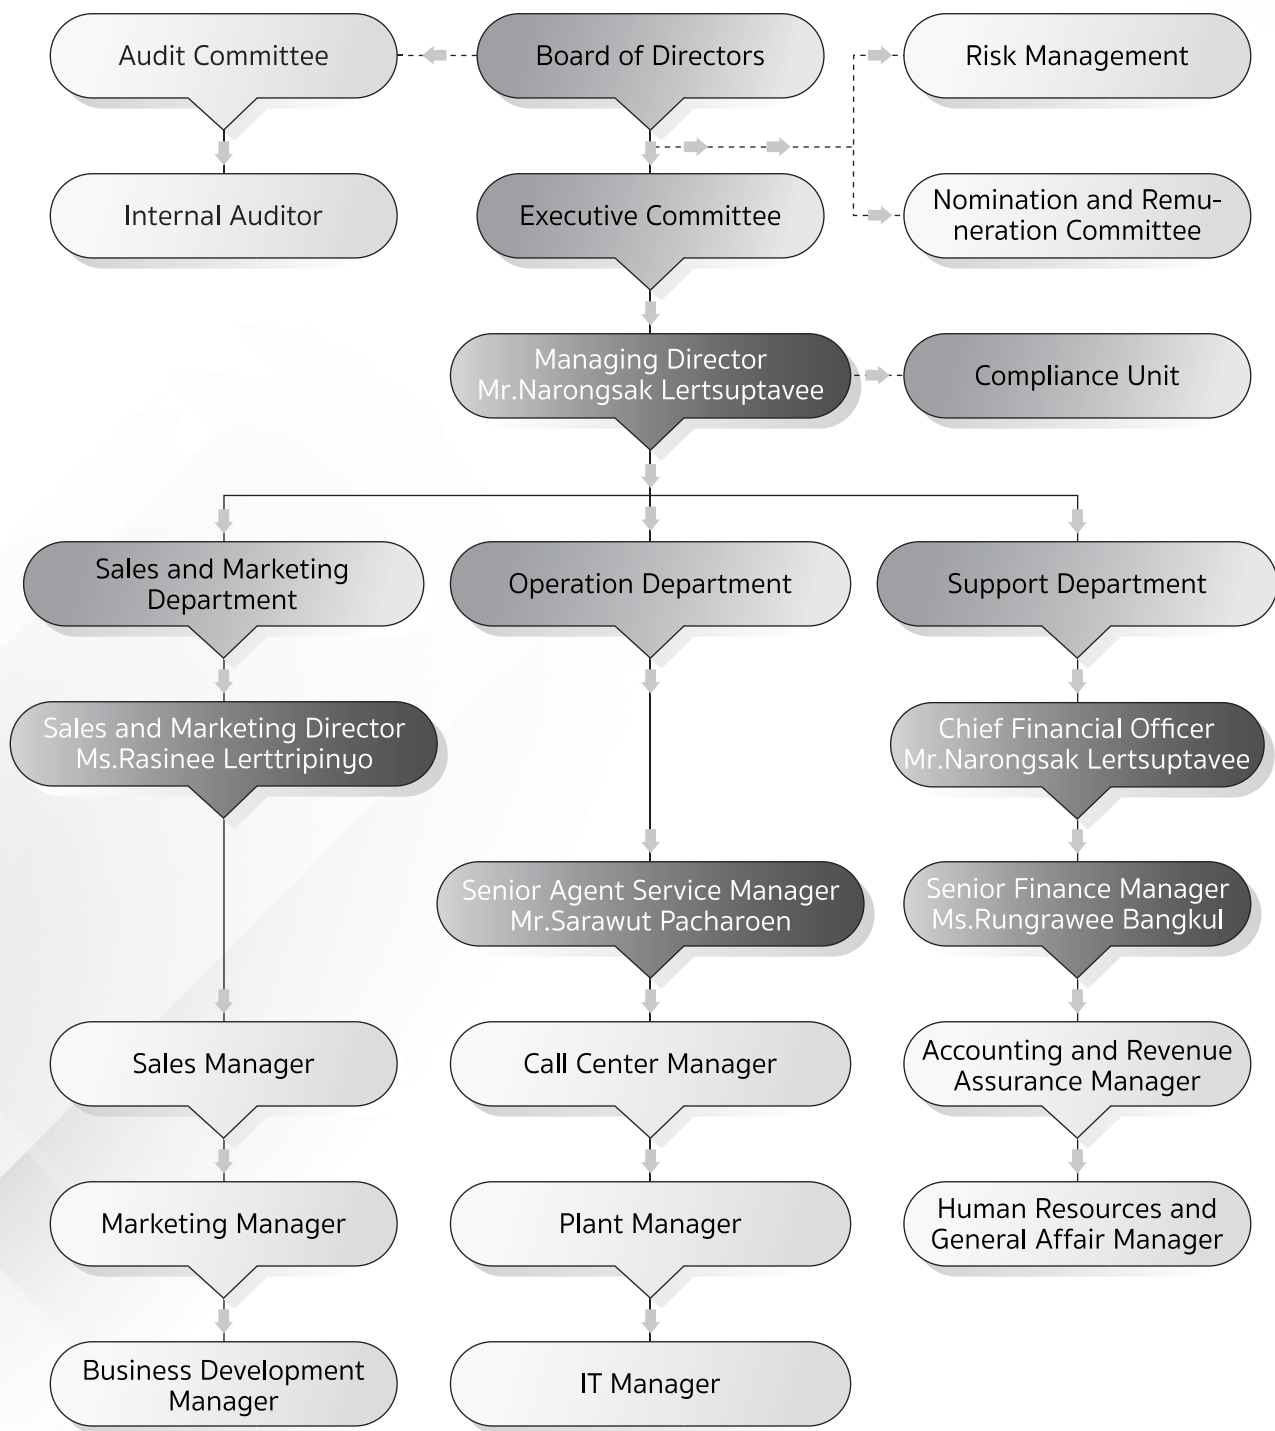 Audit Committee
Board of Directors
Risk Management
Internal Auditor
Executive Committee
Nomination and Remu-
neration Committee
Managing Director
Mr.Narongsak Lertsuptavee
Compliance Unit
Sales and Marketing
Department
Operation Department
Support Department
Sales and Marketing Director
Ms.Rasinee Lerttripinyo
Chief Financial Officer
Mr.Narongsak Lertsuptavee
Senior Agent Service Manager
Mr.Sarawut Pacharoen
Senior Finance Manager
Ms.Rungrawee Bangkul
Sales Manager
Call Center Manager
Accounting and Revenue
Assurance Manager
Marketing Manager
Plant Manager
Human Resources and
General Affair Manager
Business Development
Manager
IT Manager